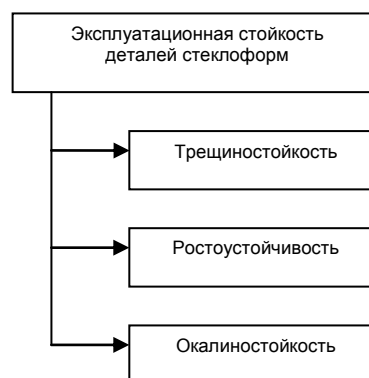 Эксплуатационная стойкость
деталей стеклоформ
Трещиностойкость
Ростоустойчивость
Окалиностойкость